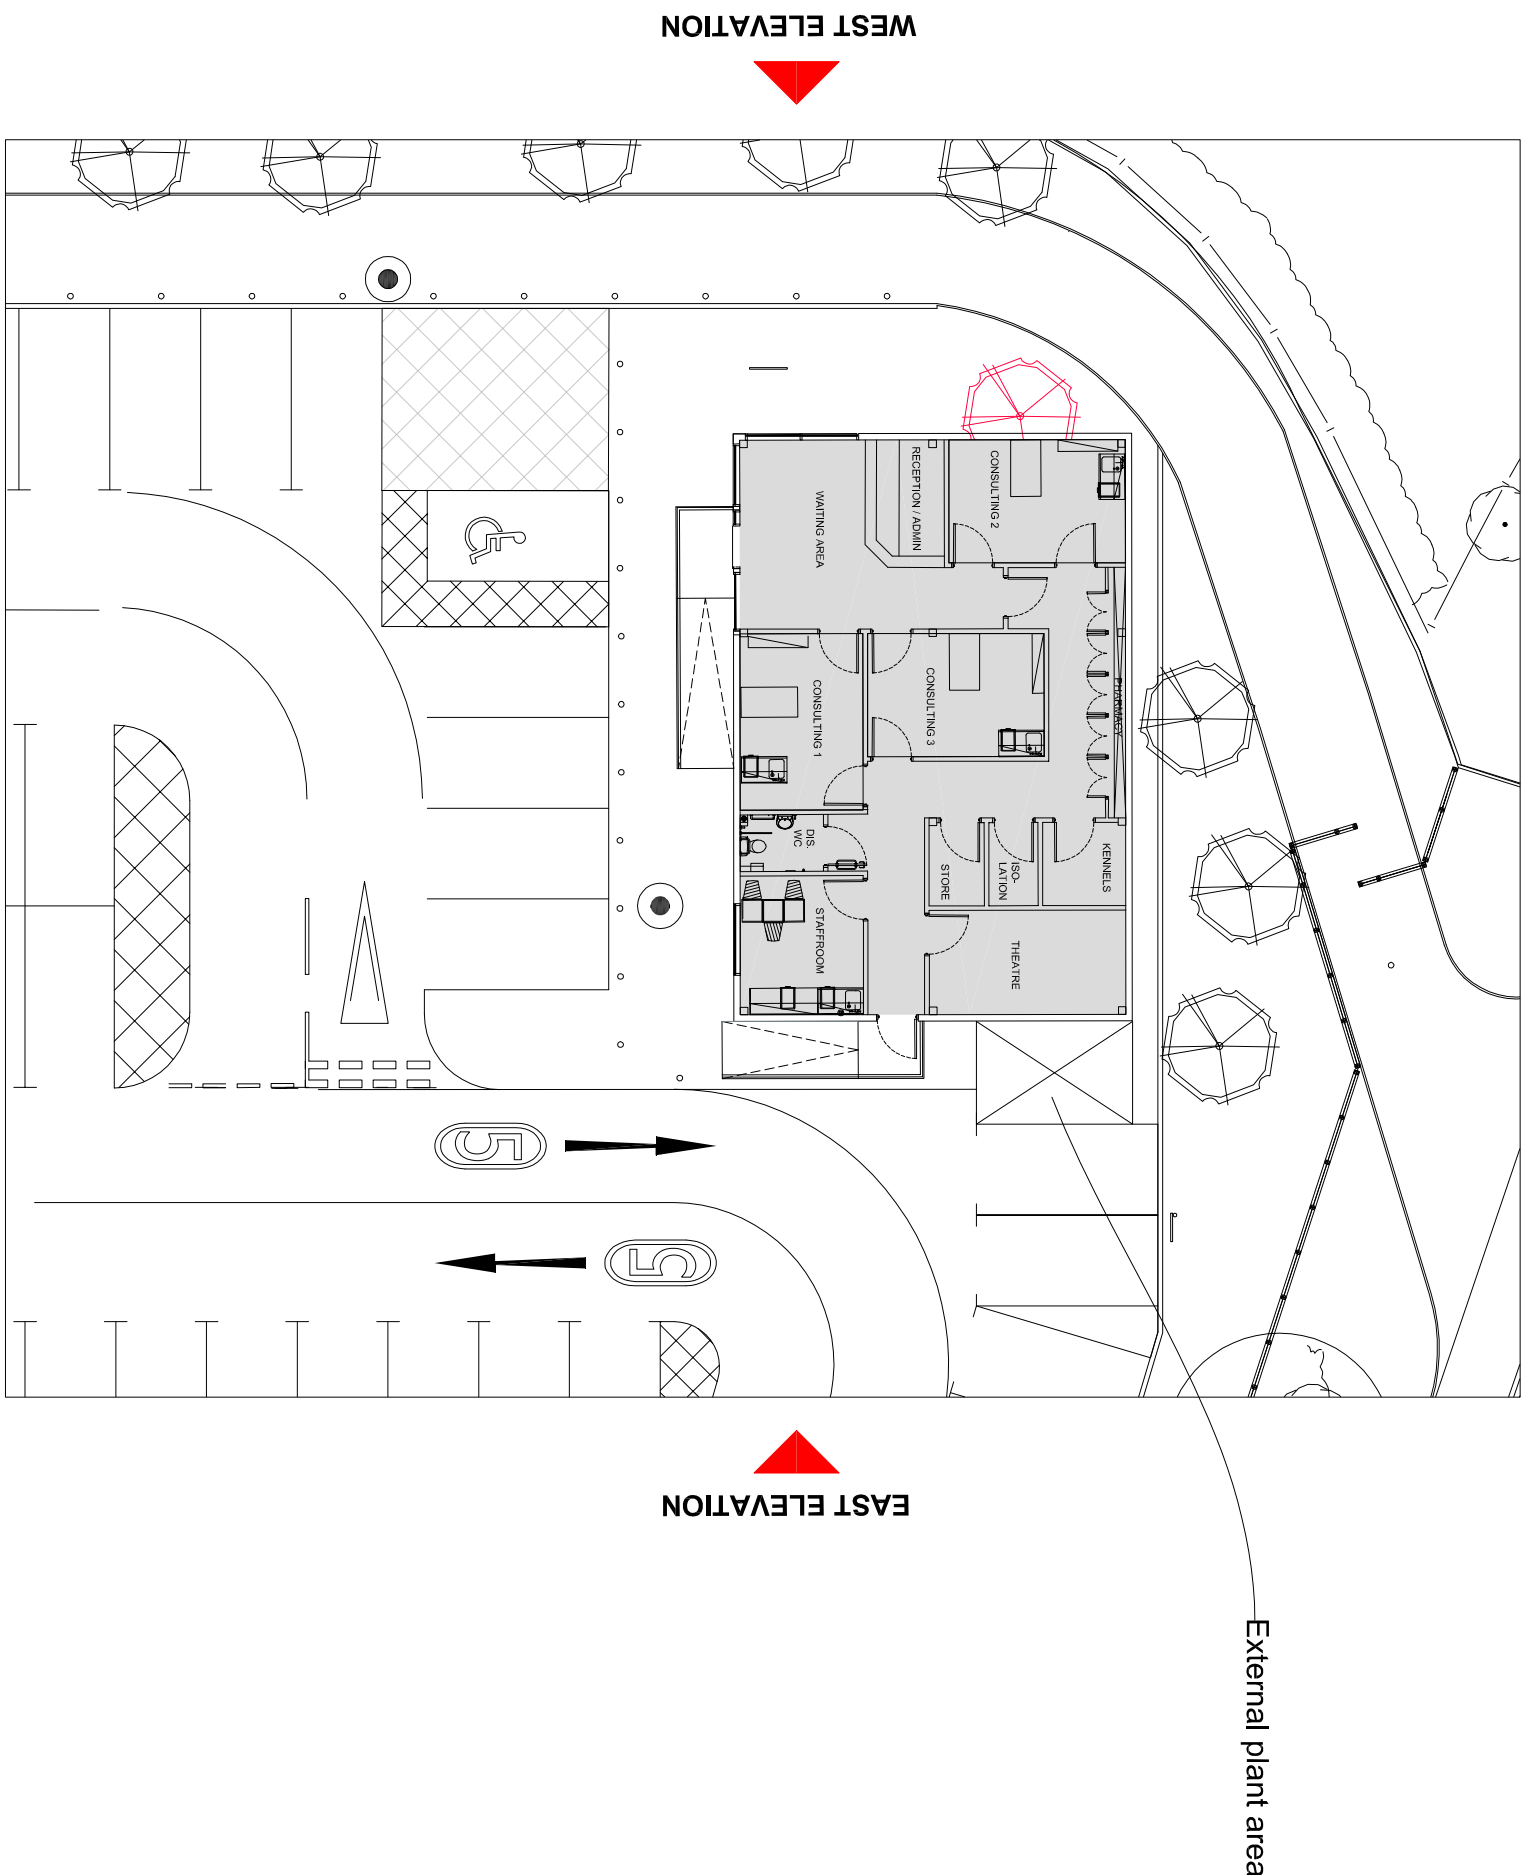 WEST ELEVATION
RECEPTION / ADMIN
CONSULTING 2
WAITING AREA
CONSULTING 1
CONSULTING 3
PHARMACY
DIS.
WC
STORE
ISO-
LATION
KENNELS
STAFFROOM
THEATRE
5
5
EAST ELEVATION
External plant area